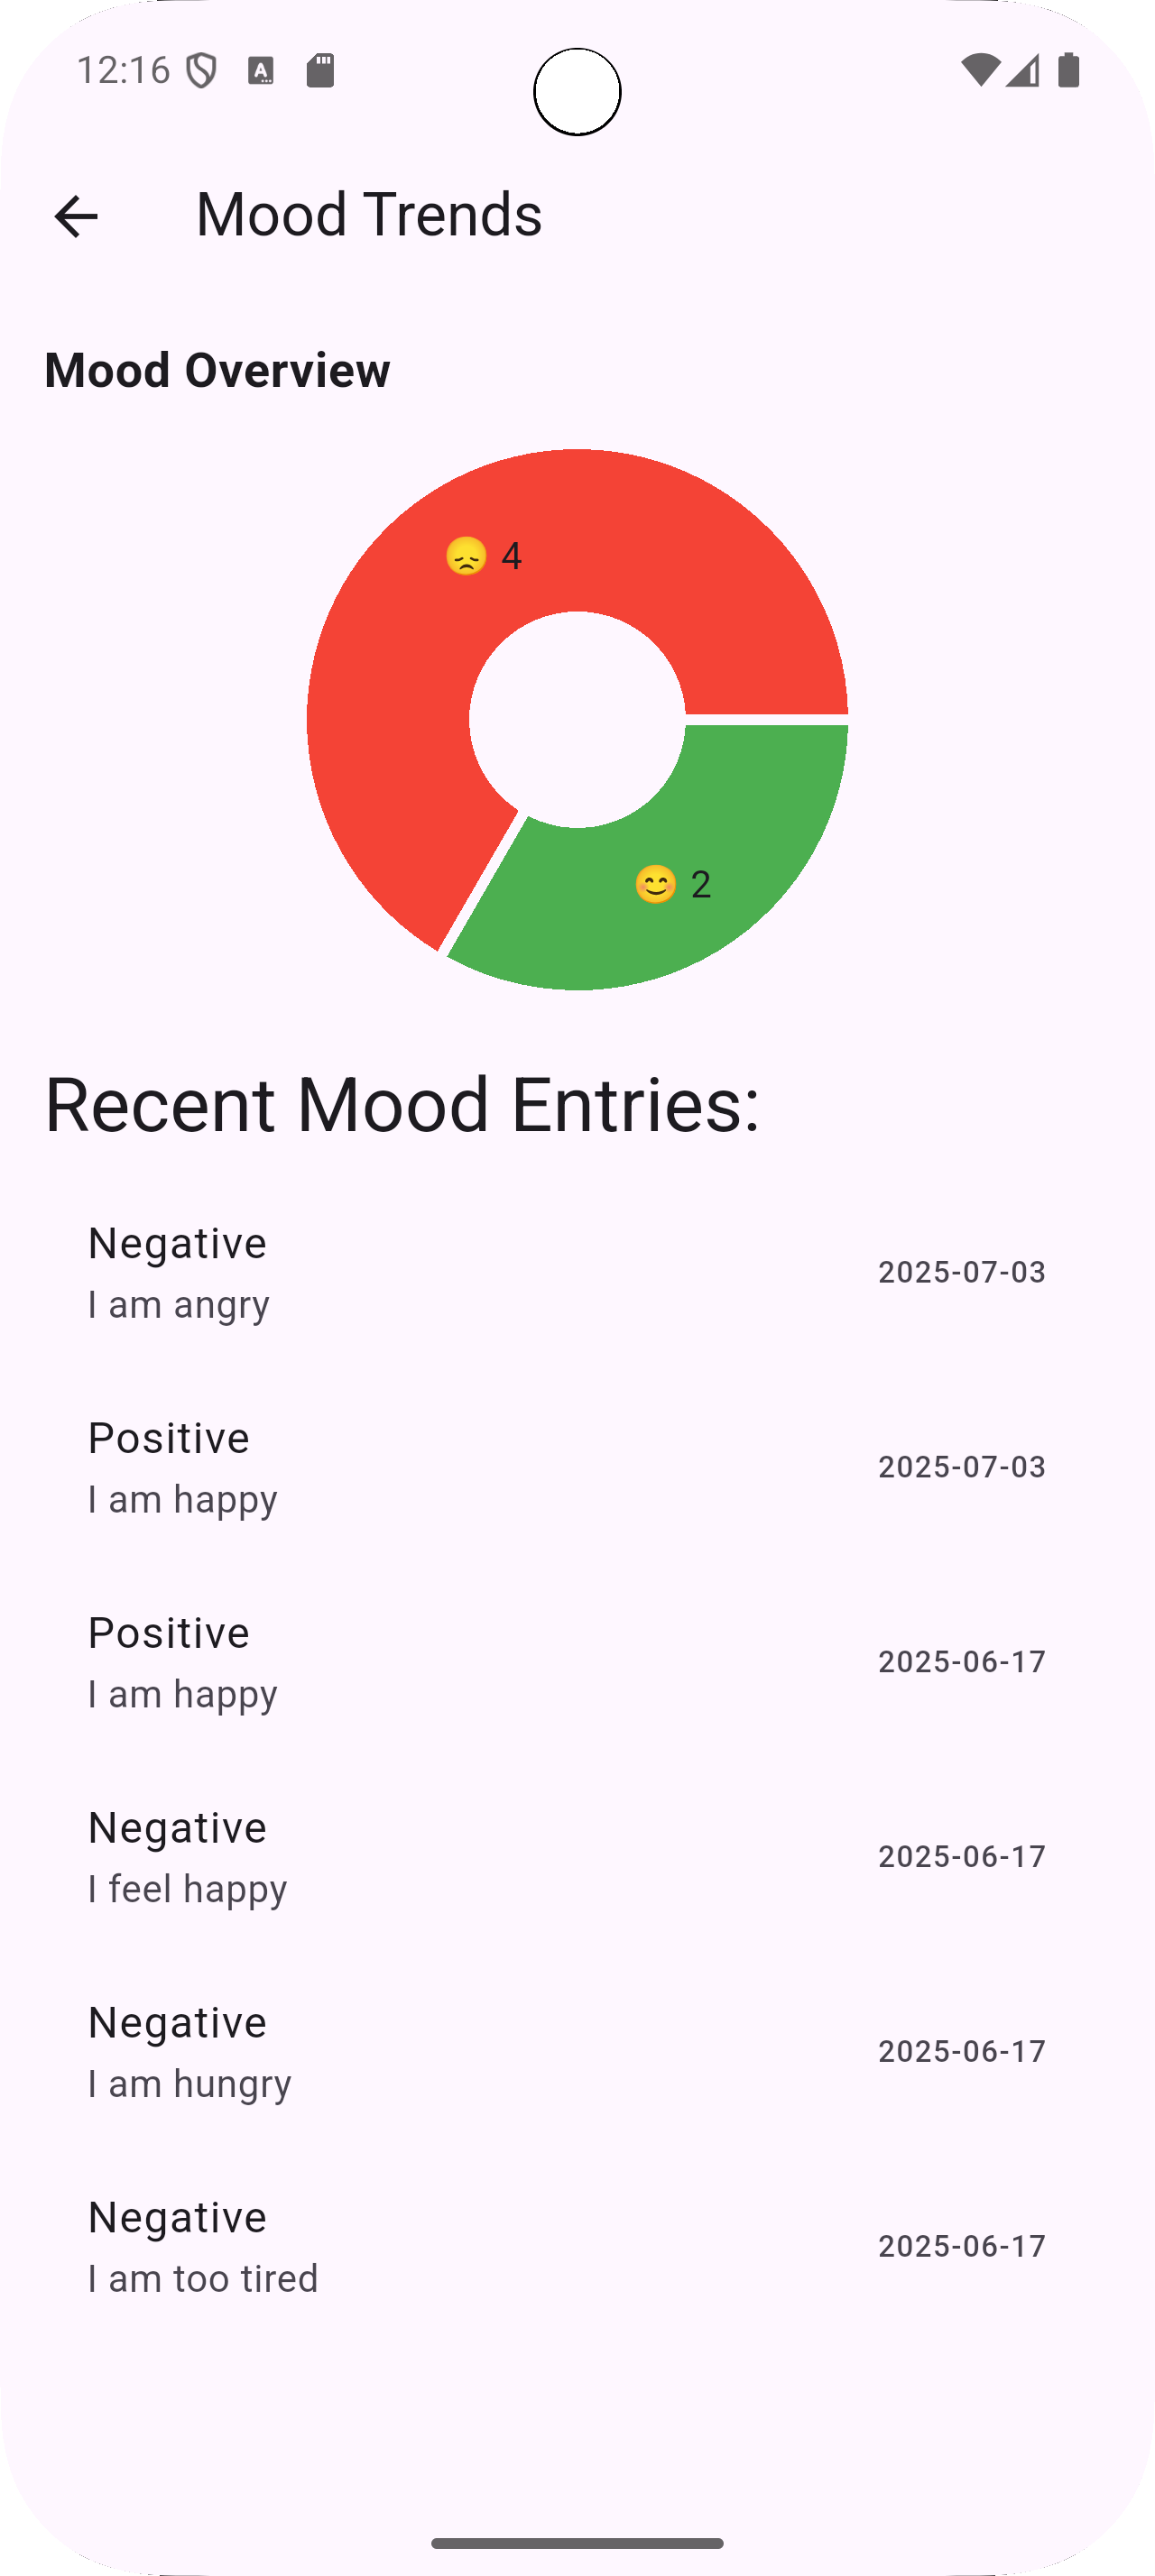 12:16
Mood Trends
Mood Overview
😞 4
😊 2
Recent Mood Entries:
Negative
I am angry
2025-07-03
Positive
I am happy
2025-07-03
Positive
I am happy
2025-06-17
Negative
I feel happy
2025-06-17
Negative
I am hungry
2025-06-17
Negative
I am too tired
2025-06-17